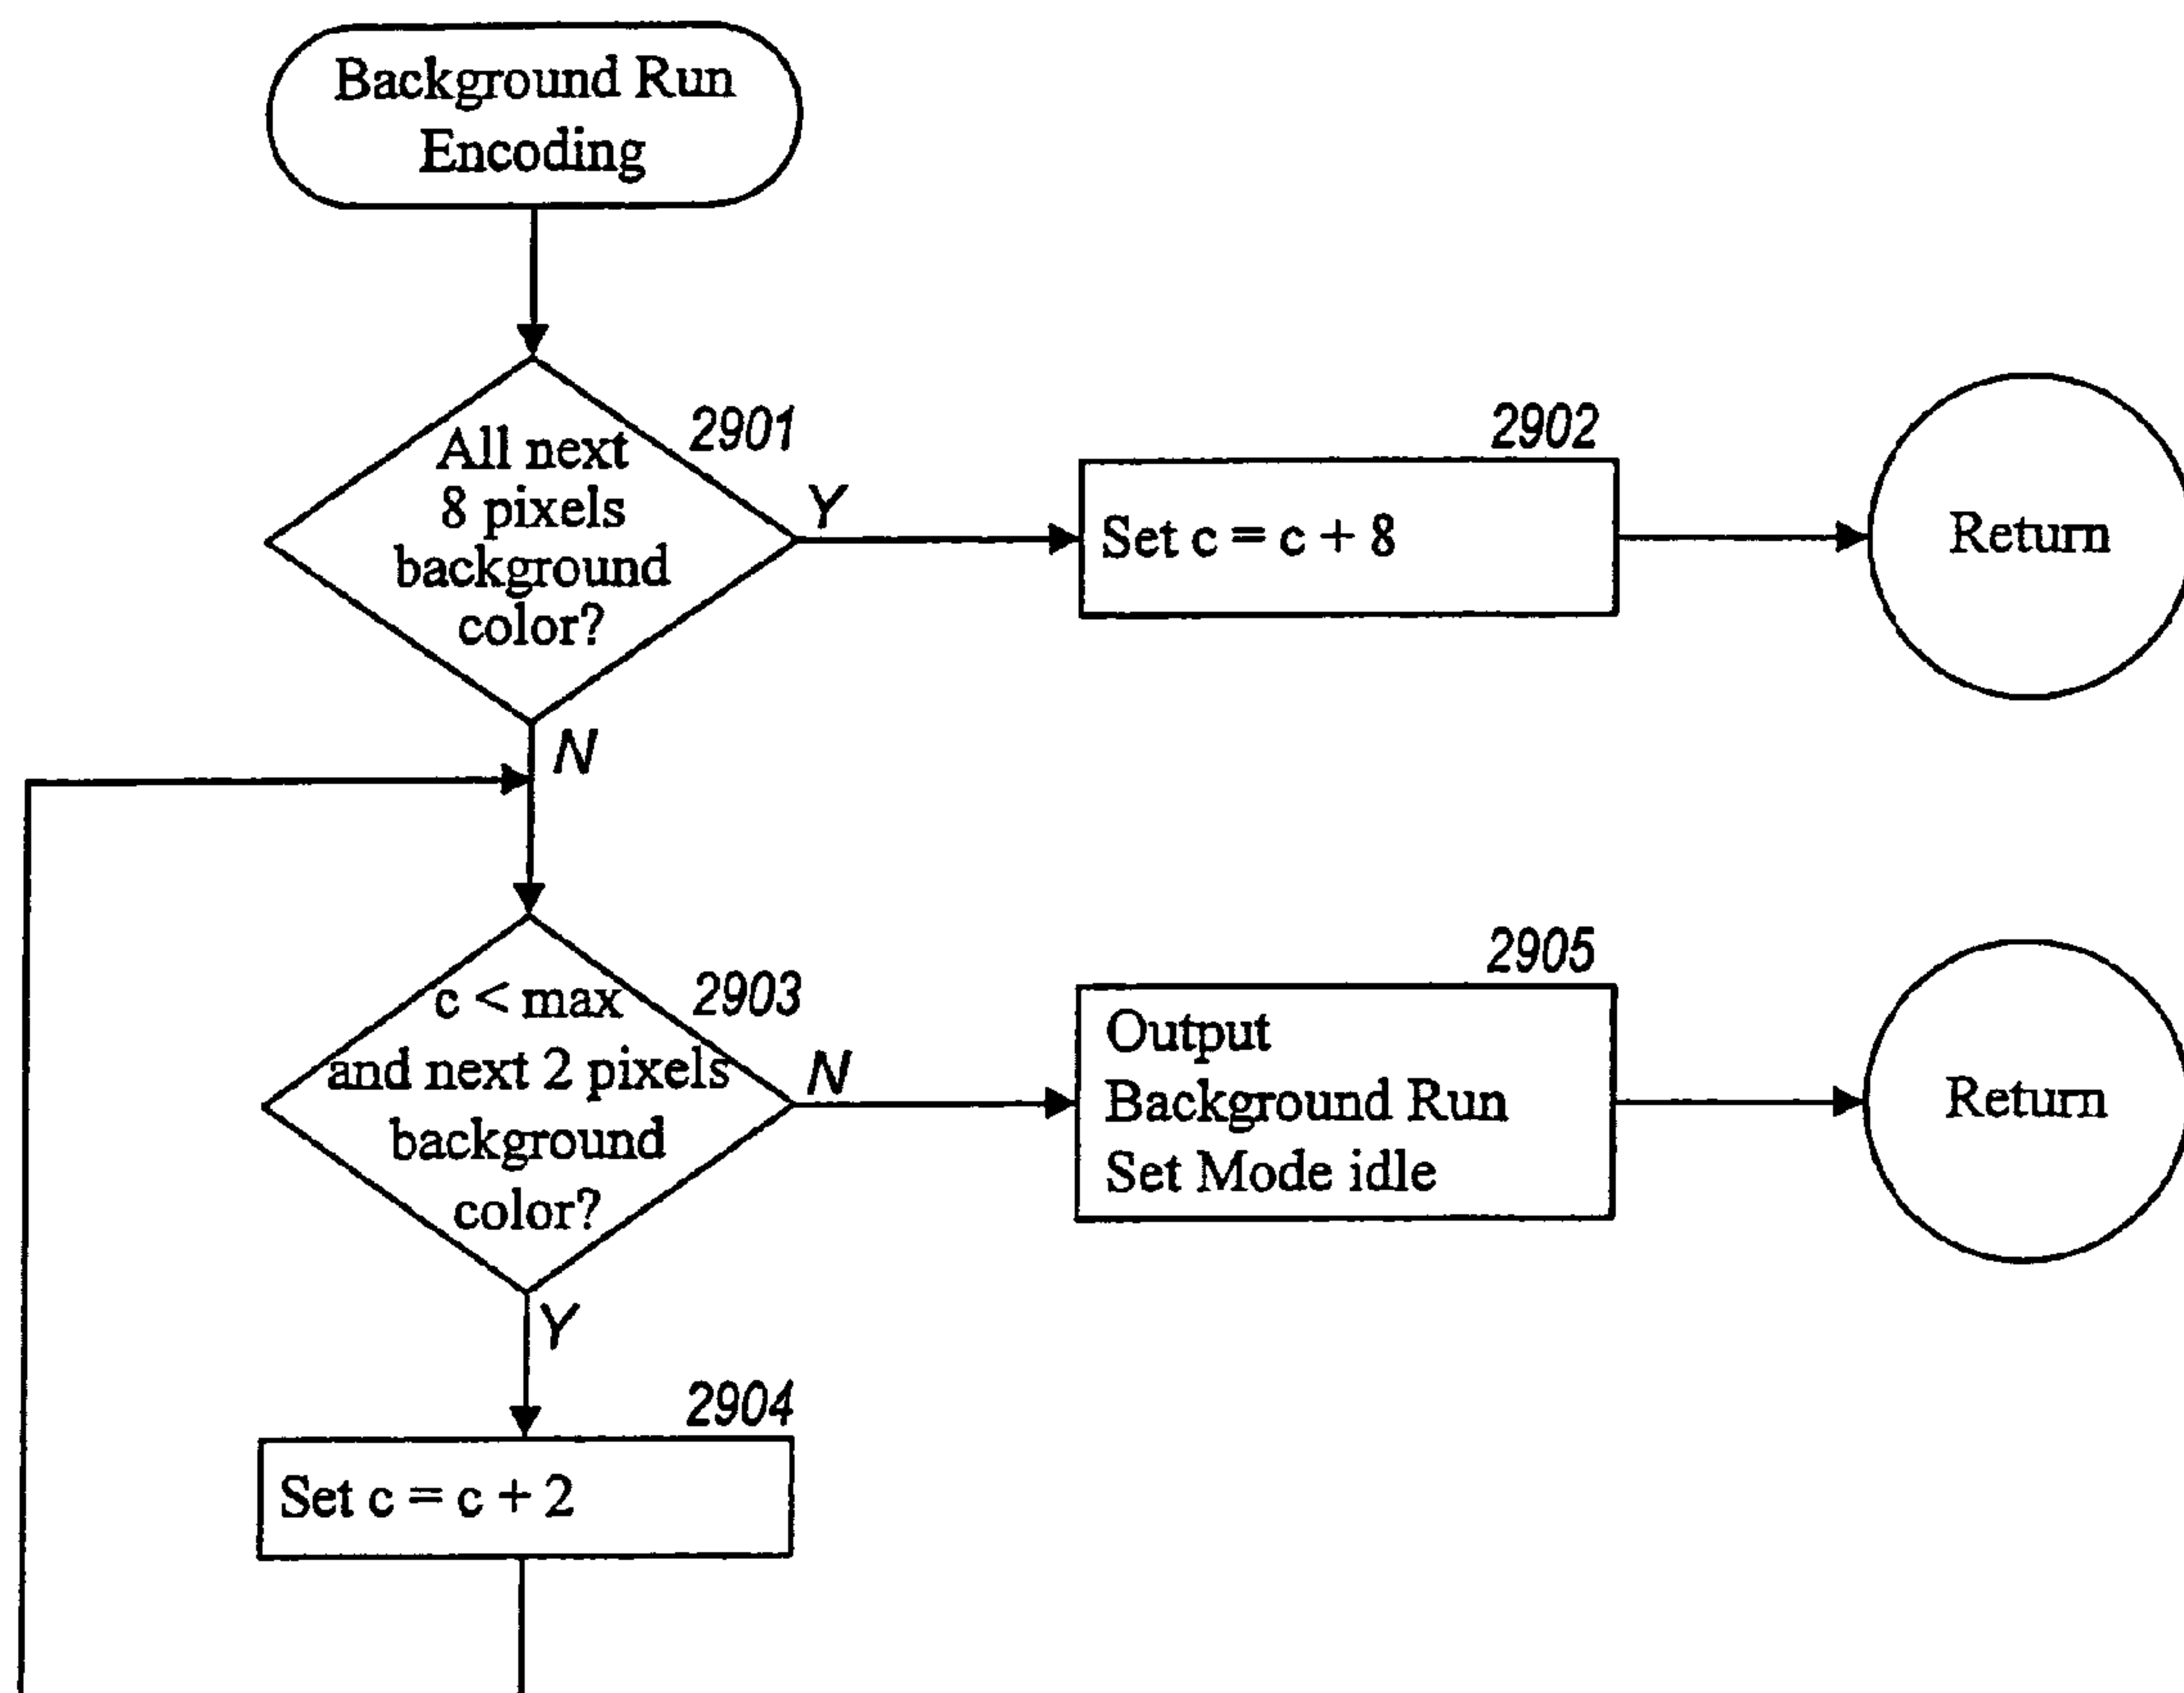 Background Run
Encoding
2901
All next
8 pixels
background
color?
Y
2902
Set c = c + 8
Return
N
2903
c < max
and next 2 pixels
background
color?
N
2905
Output
Background Run
Set Mode idle
Return
Y
2904
Set c = c + 2